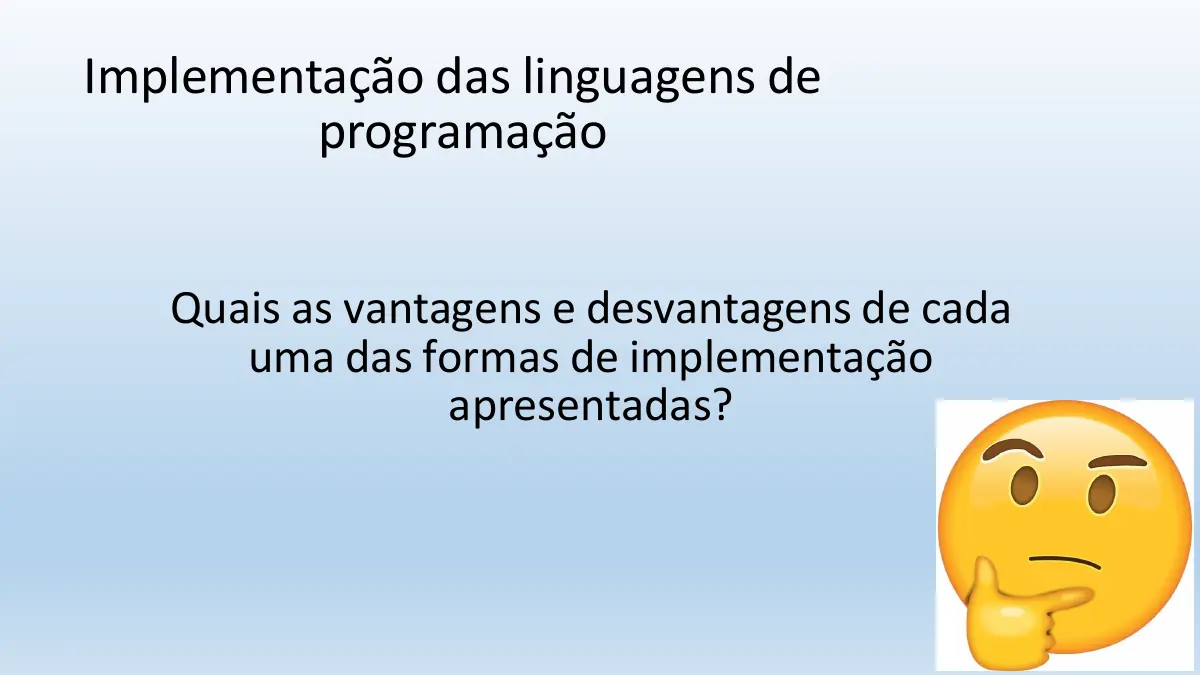 Implementação das linguagens de
programação
Quais as vantagens e desvantagens de cada
uma das formas de implementação
apresentadas?